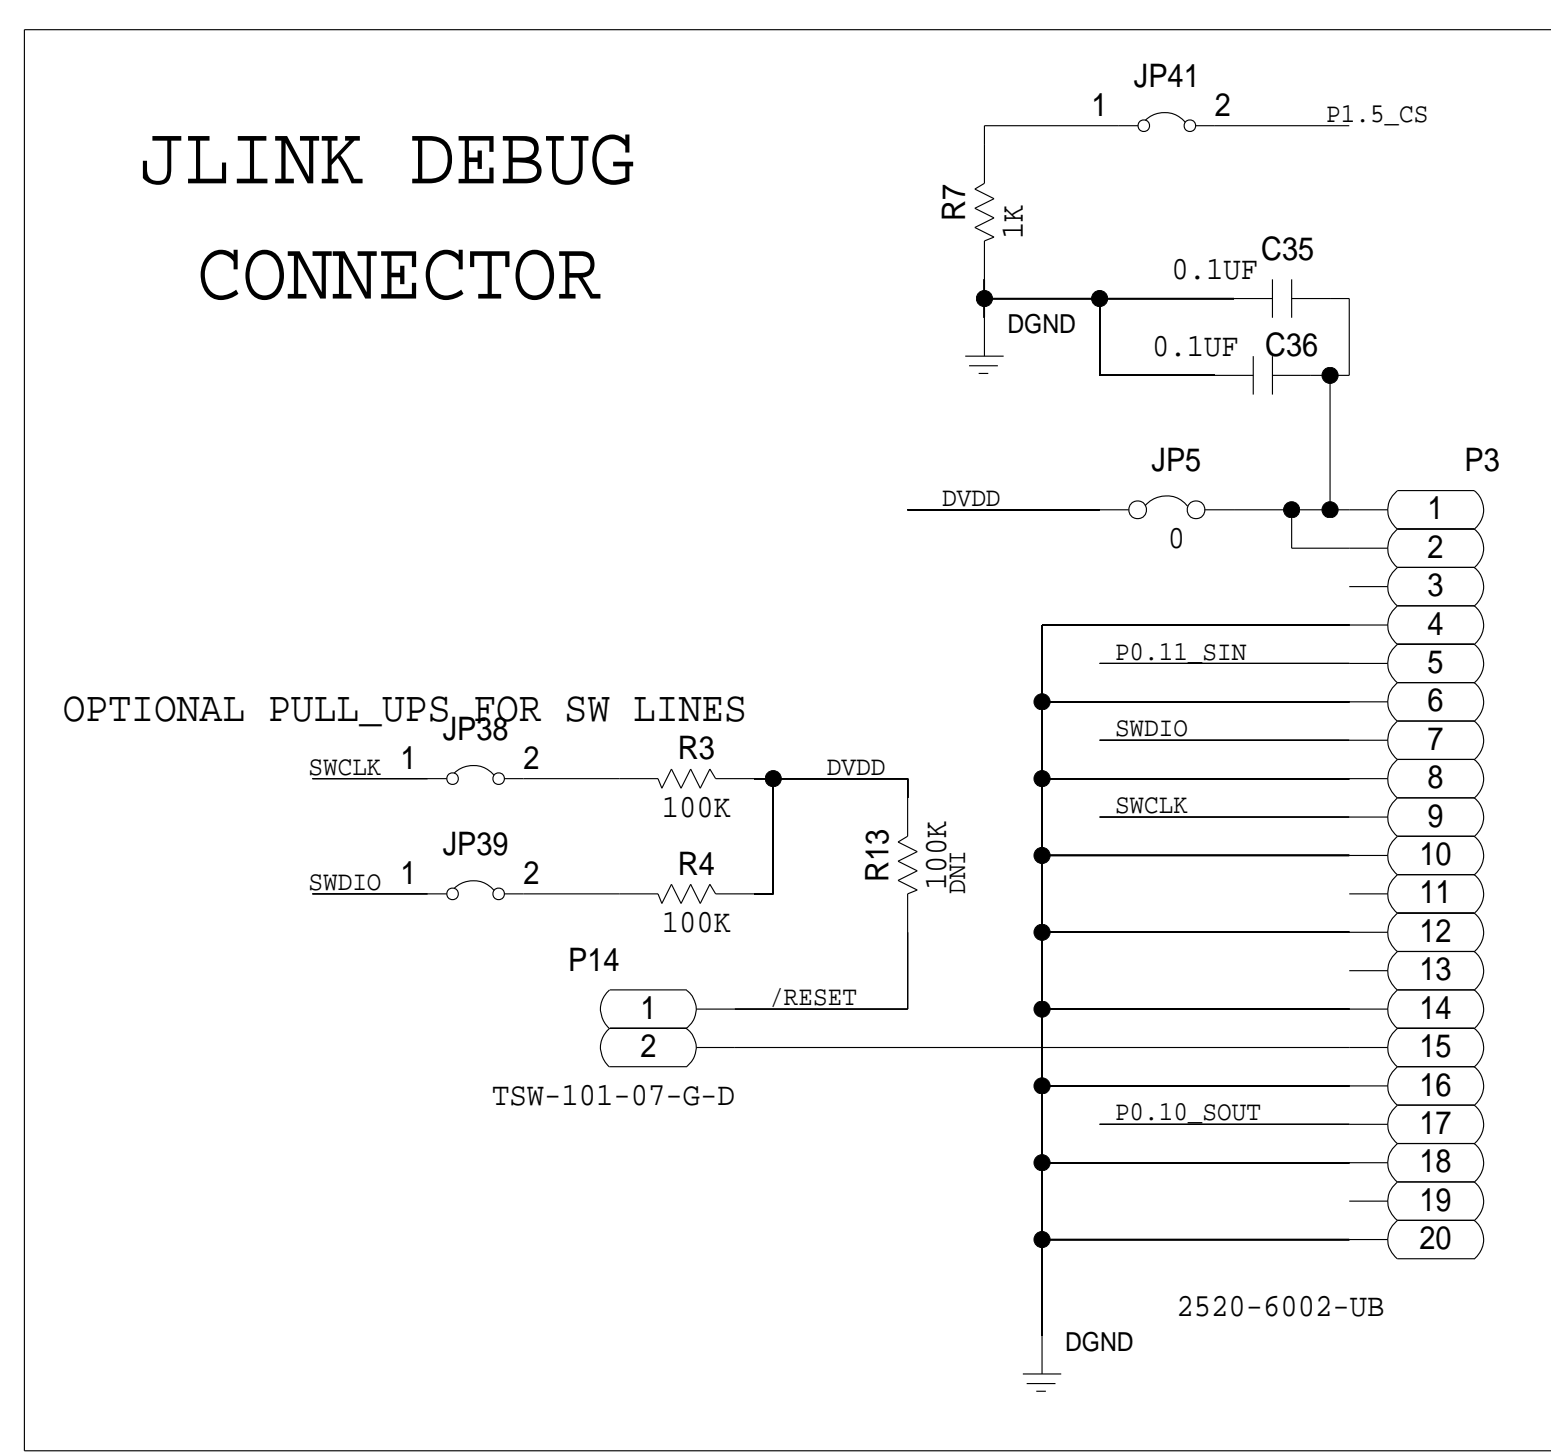 JLINK DEBUG
CONNECTOR
JP41
1
2
P1.5_CS
R7
1K
C35
0.1UF
DGND
0.1UF
C36
JP5
P3
DVDD
0
1
2
3
4
P0.11_SIN
5
6
SWDIO
7
8
SWCLK
9
10
11
12
13
14
15
16
P0.10_SOUT
17
18
19
20
2520-6002-UB
DGND
OPTIONAL PULL_UPS FOR SW LINES
JP38
SWCLK
1
2
R3
100K
DVDD
JP39
SWDIO
1
2
R4
100K
R13
100K
DNI
P14
1
/RESET
2
TSW-101-07-G-D